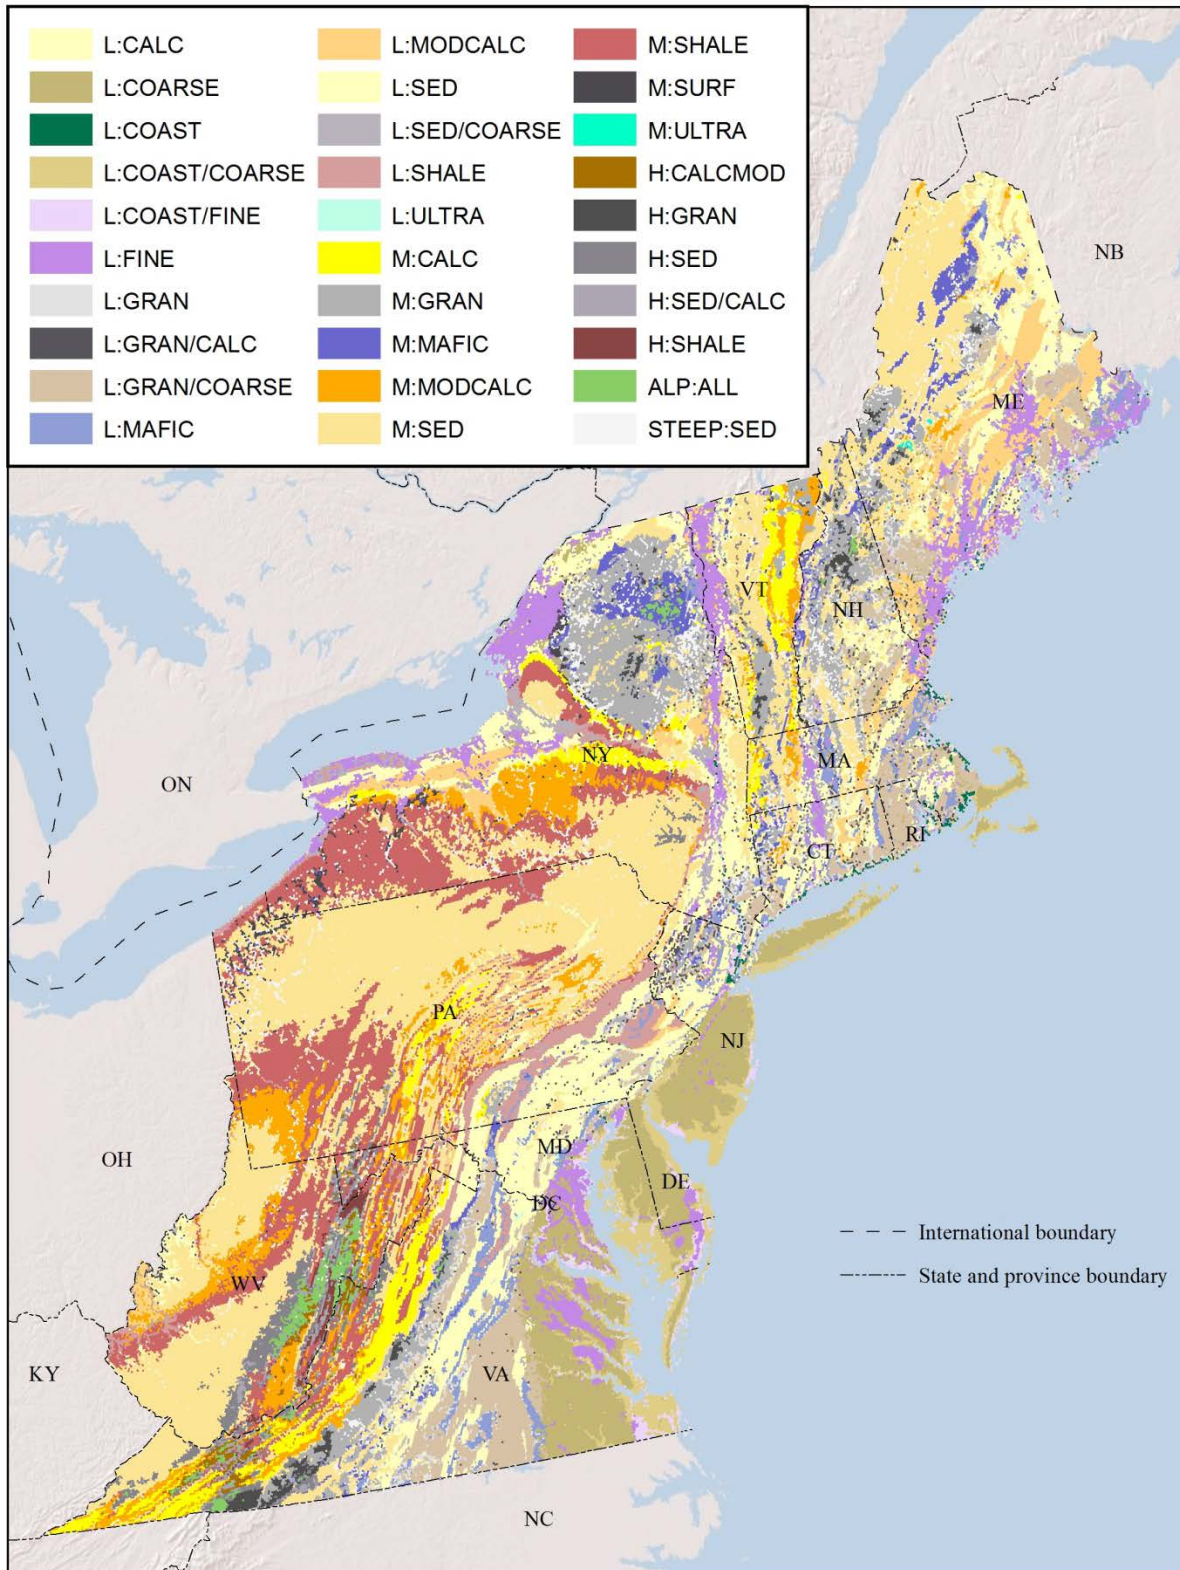 L:CALC
L:COARSE
L:COAST
L:COAST/COARSE
L:COAST/FINE
L:FINE
L:GRAN
L:GRAN/CALC
L:GRAN/COARSE
L:MAFIC
L:MODCALC
L:SED
L:SED/COARSE
L:SHALE
L:ULTRA
M:CALC
M:GRAN
M:MAFIC
M:MODCALC
M:SED
M:SHALE
M:SURF
M:ULTRA
H:CALCMOD
H:GRAN
H:SED
H:SED/CALC
H:SHALE
ALP:ALL
STEEP:SED
NB
ME
VT
NH
NY
MA
ON
CT
RI
PA
NJ
OH
MD
DE
DC
International boundary
State and province boundary
WV
KY
VA
NC